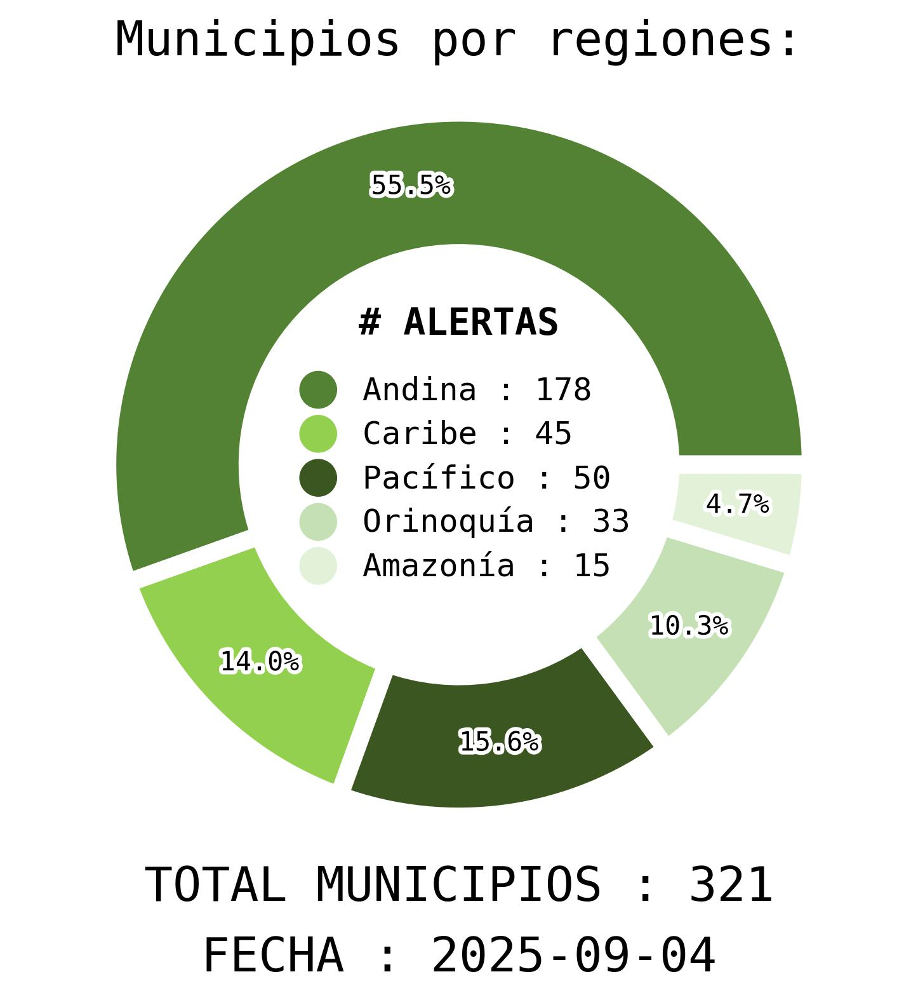 Municipios por regiones:
55.5%
# ALERTAS
Andina : 178
Caribe : 45
Pacífico : 50
Orinoquía : 33
Amazonía : 15
4.7%
10.3%
14.0%
15.6%
TOTAL MUNICIPIOS : 321
FECHA : 2025-09-04